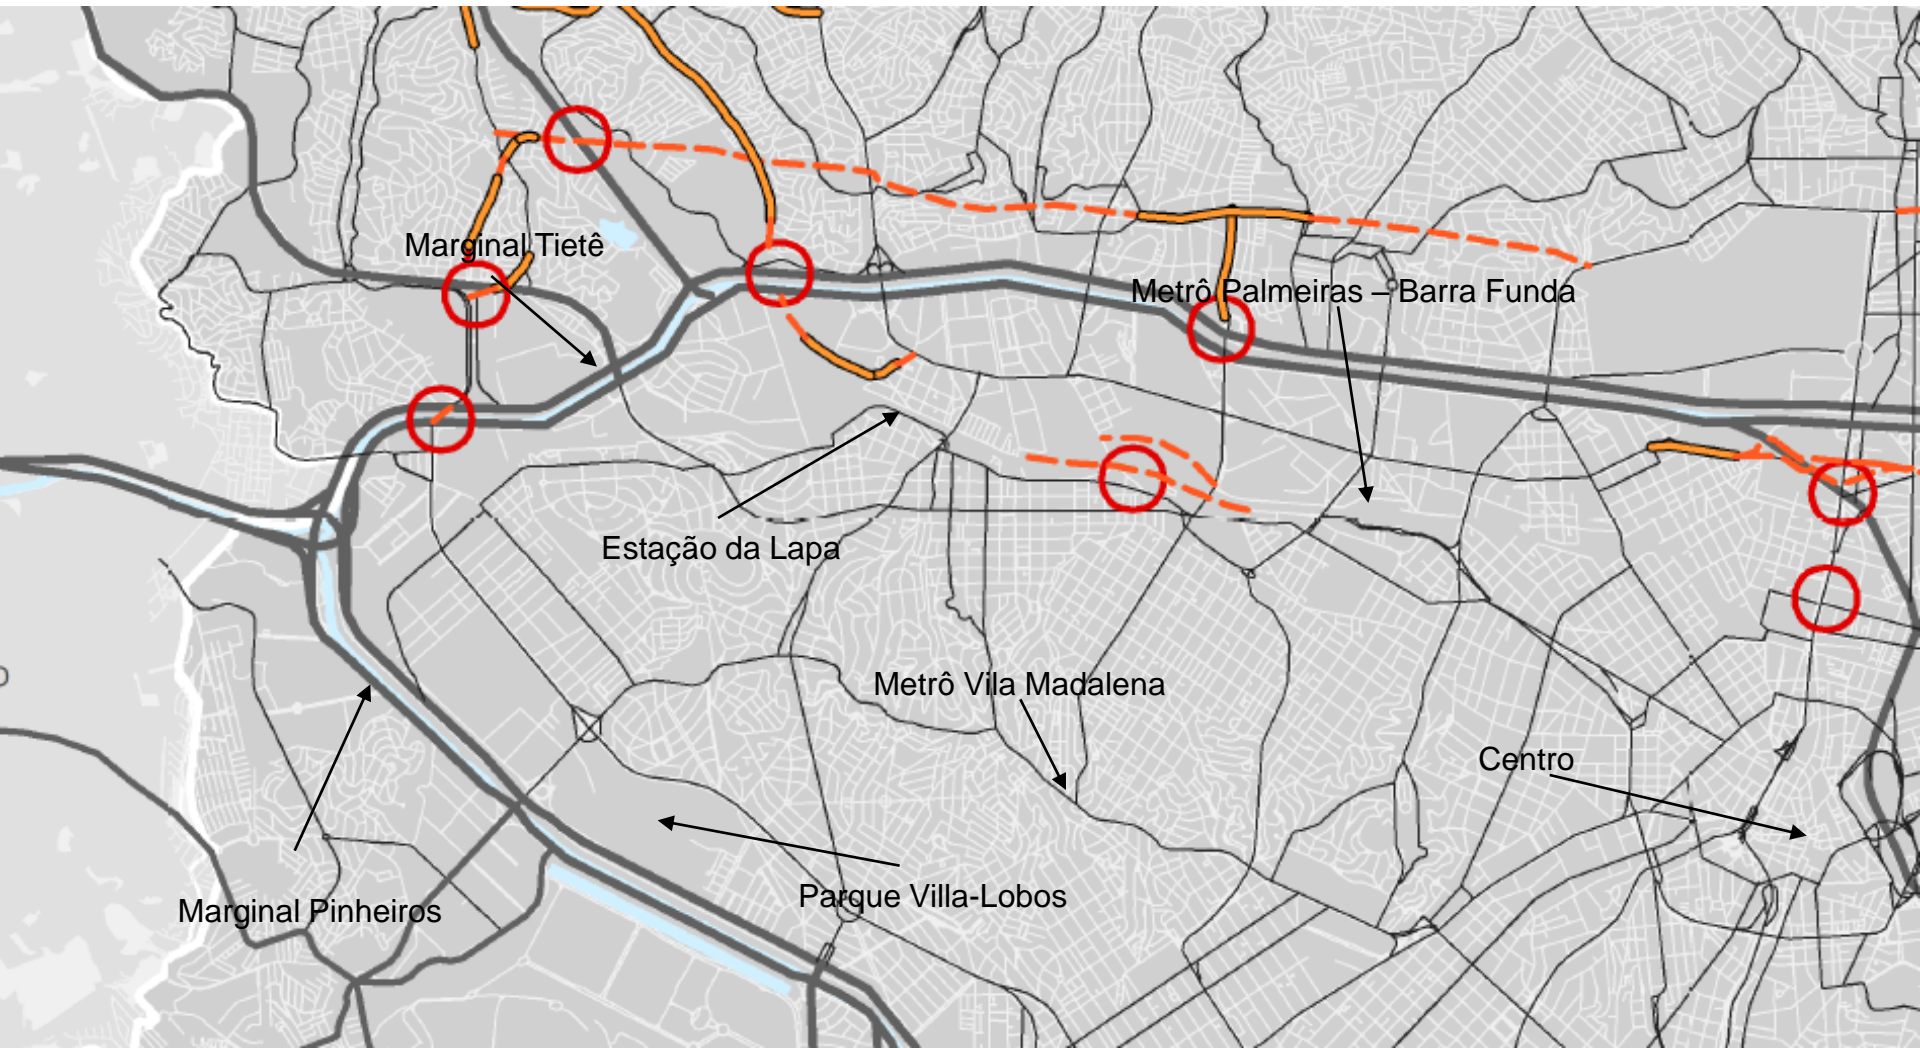 Marginal Tietê
Metrô Palmeiras – Barra Funda
Estação da Lapa
Metrô Vila Madalena
Centro
Marginal Pinheiros
Parque Villa-Lobos